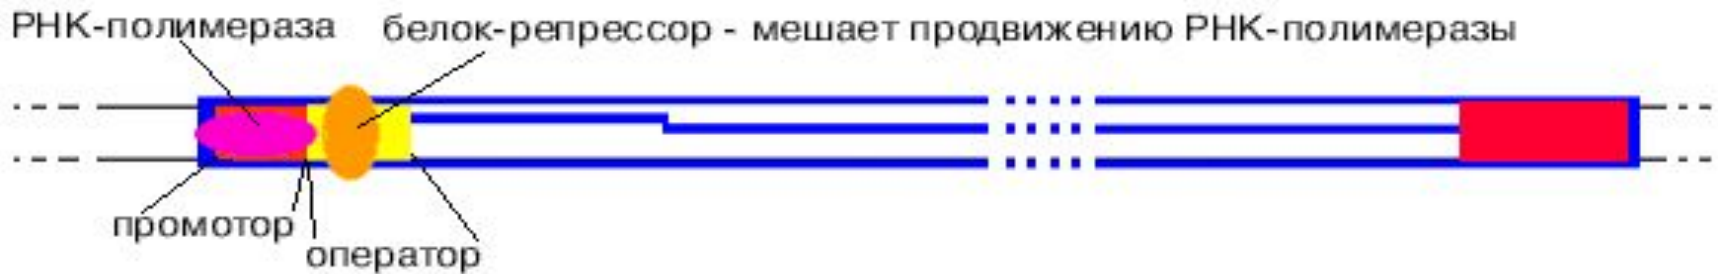 РНК-полимераза
белок-репрессор - мешает продвижению РНК-полимеразы
промотор
оператор